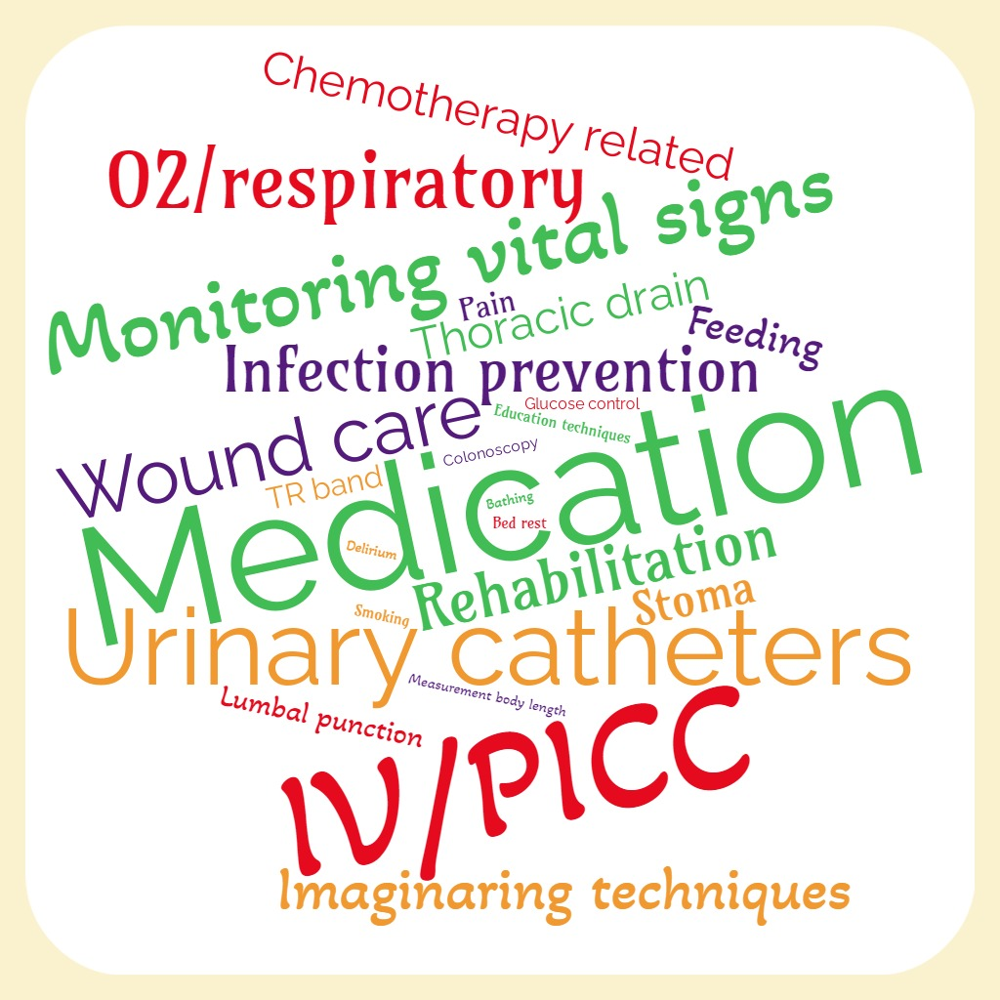 Chemotherapy related
O2/respiratory
Monitoring vital signs
Pain
Thoracic drain
Feeding
Infection prevention
Glucose control
Education techniques
Wound care
Colonoscopy
TR band
Medication
Bathing
Bed rest
Delirium
Rehabilitation
Stoma
Smoking
Urinary catheters
Measurement body length
Lumbal punction
IV/PICC
Imaginaring techniques